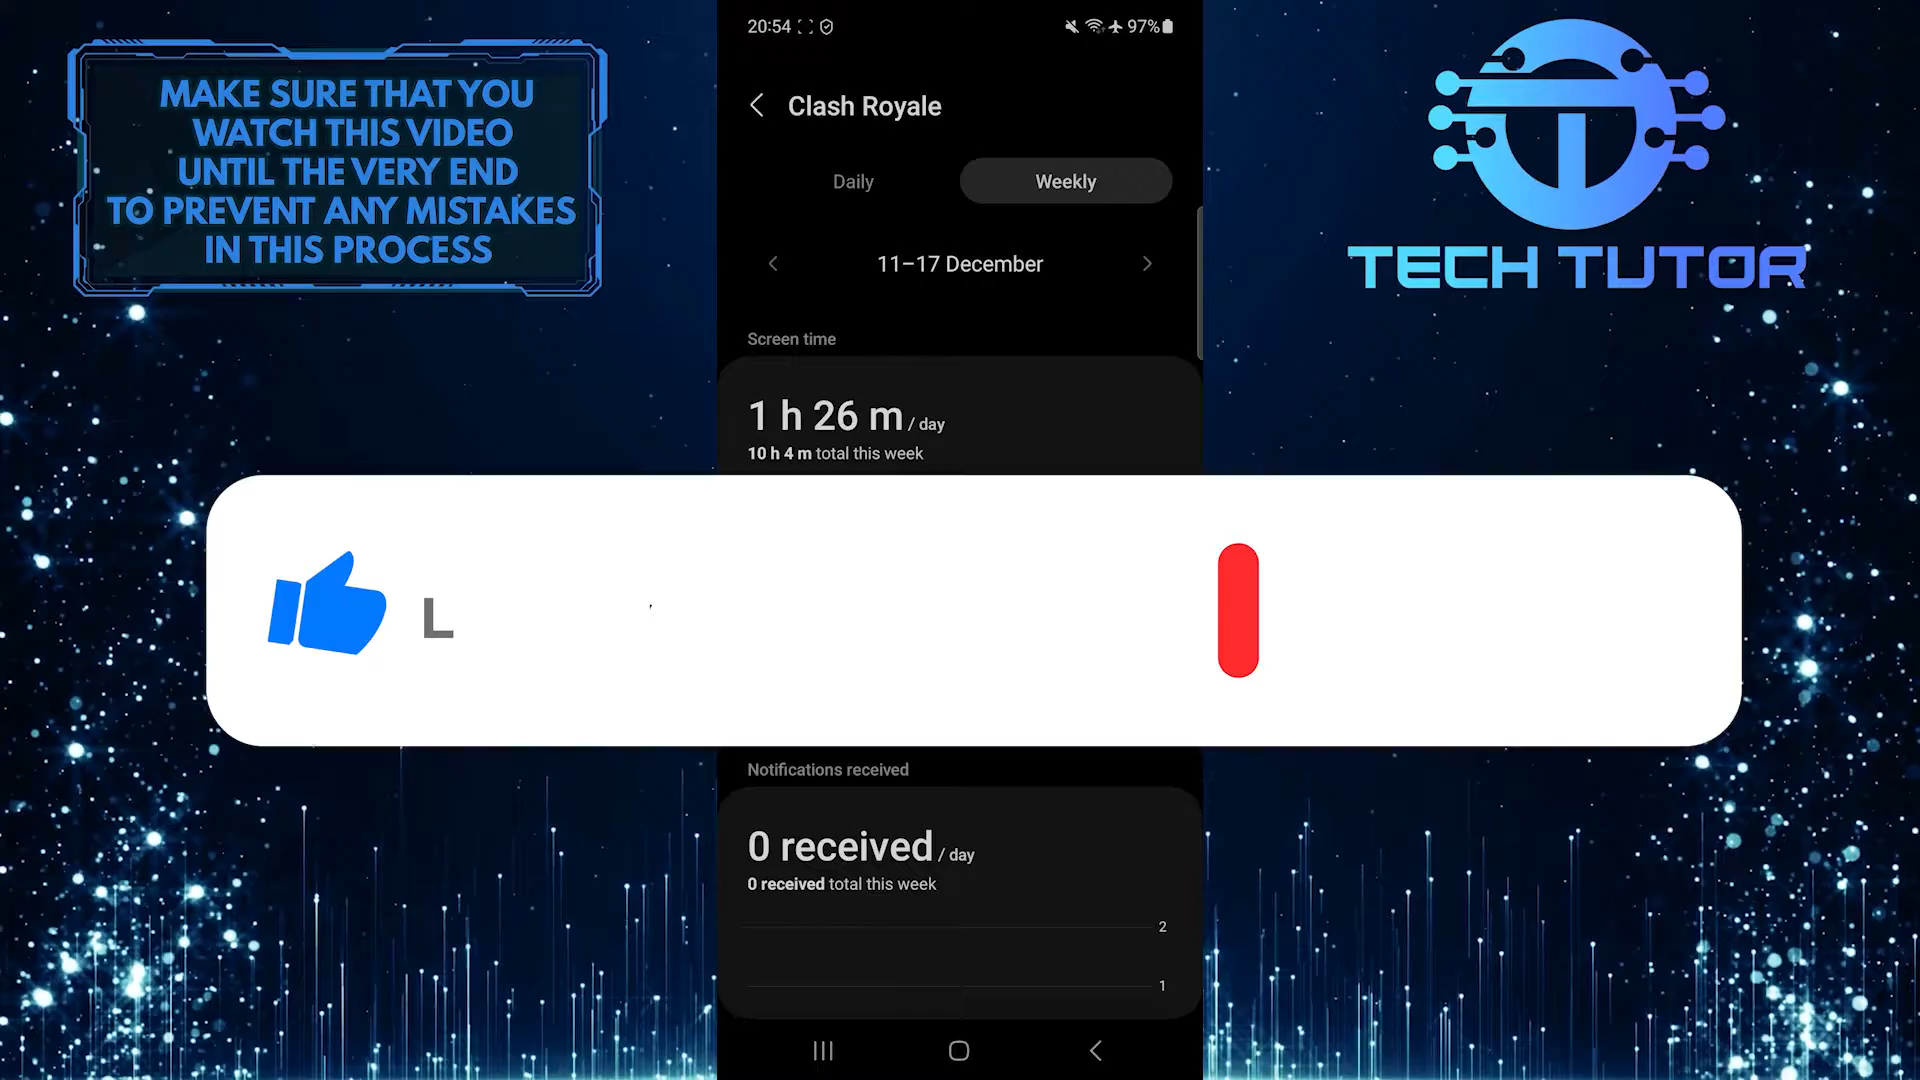 MAKE SURE THAT YOU
WATCH THIS VIDEO
UNTIL THE VERY END
TO PREVENT ANY MISTAKES
IN THIS PROCESS
20:54
97%
Clash Royale
Daily
Weekly
11–17 December
Screen time
1 h 26 m / day
10 h 4 m total this week
L
Notifications received
0 received / day
0 received total this week
2
1
TECH TUTOR